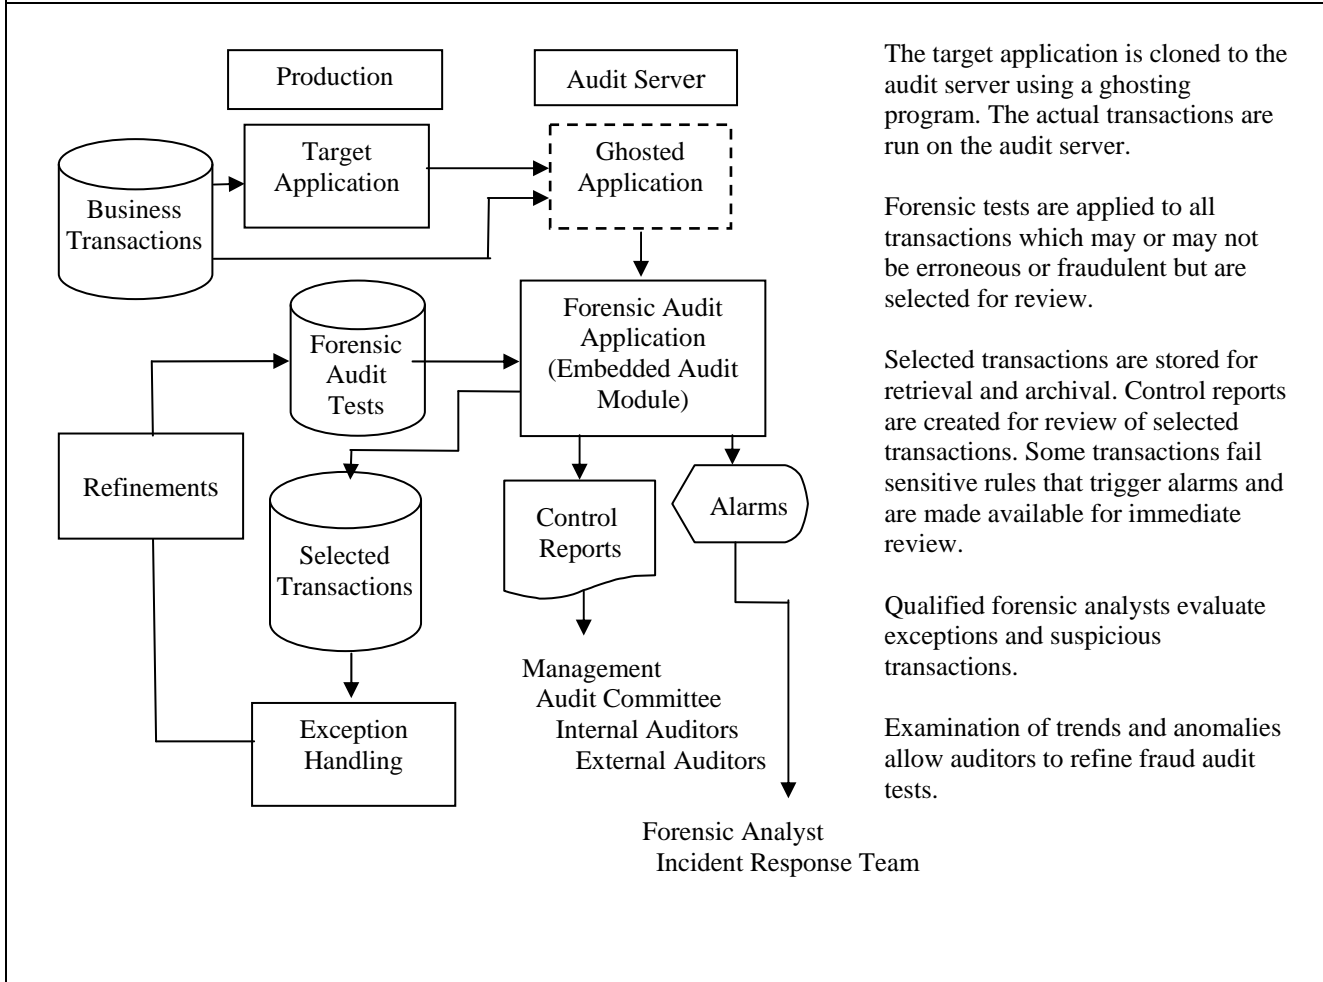 Production
Audit Server
Target
Application
Ghosted
Application
Business
Transactions
Forensic Audit
Application
(Embedded Audit
Module)
Forensic
Audit
Tests
Refinements
Selected
Transactions
Control
Reports
Alarms
Management
Audit Committee
Internal Auditors
External Auditors
Exception
Handling
Forensic Analyst
Incident Response Team
The target application is cloned to the
audit server using a ghosting
program. The actual transactions are
run on the audit server.
Forensic tests are applied to all
transactions which may or may not
be erroneous or fraudulent but are
selected for review.
Selected transactions are stored for
retrieval and archival. Control reports
are created for review of selected
transactions. Some transactions fail
sensitive rules that trigger alarms and
are made available for immediate
review.
Qualified forensic analysts evaluate
exceptions and suspicious
transactions.
Examination of trends and anomalies
allow auditors to refine fraud audit
tests.